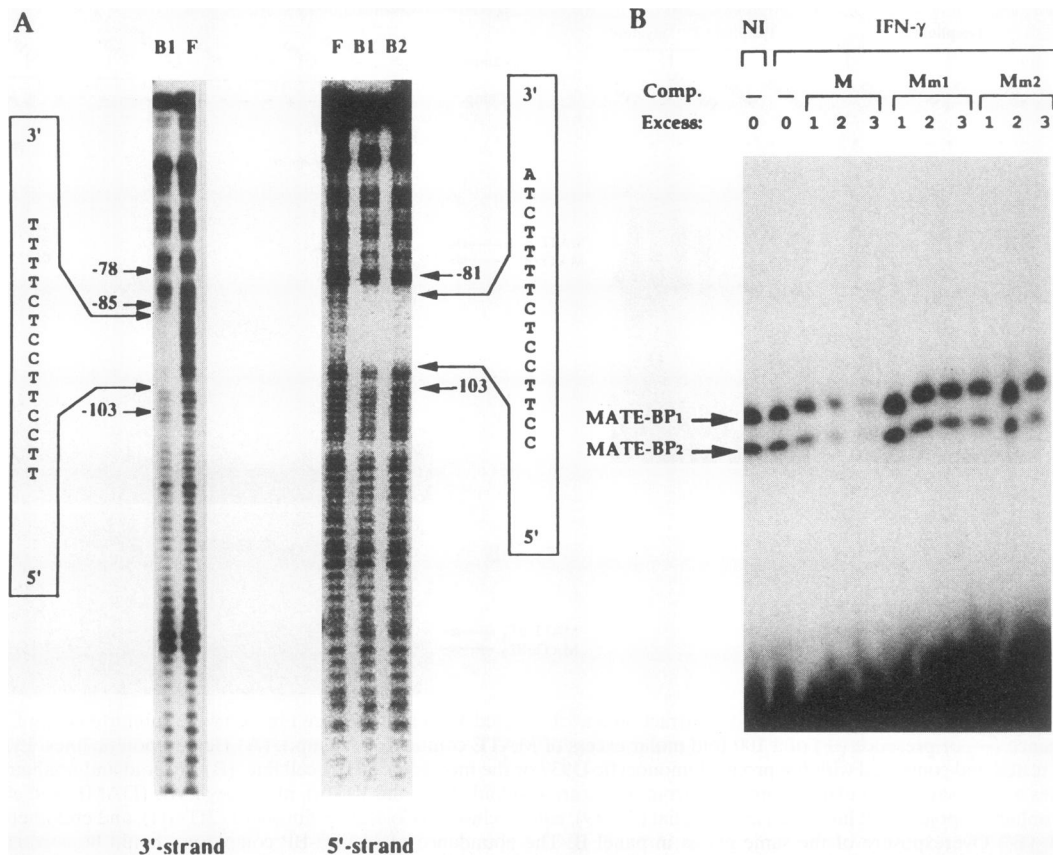 A
B1 F
F B1 B2
3'
T
T
T
T
C
T
C
C
T
T
C
C
T
T
5'
-78
-85
-103
3'-strand
-81
-103
5'-strand
3'
A
T
C
T
T
T
T
C
T
C
C
T
T
C
C
5'
B
NI IFN-γ
Comp. – – M Mm1 Mm2
Excess: 0 0 1 2 3 1 2 3 1 2 3
MATE-BP1
MATE-BP2